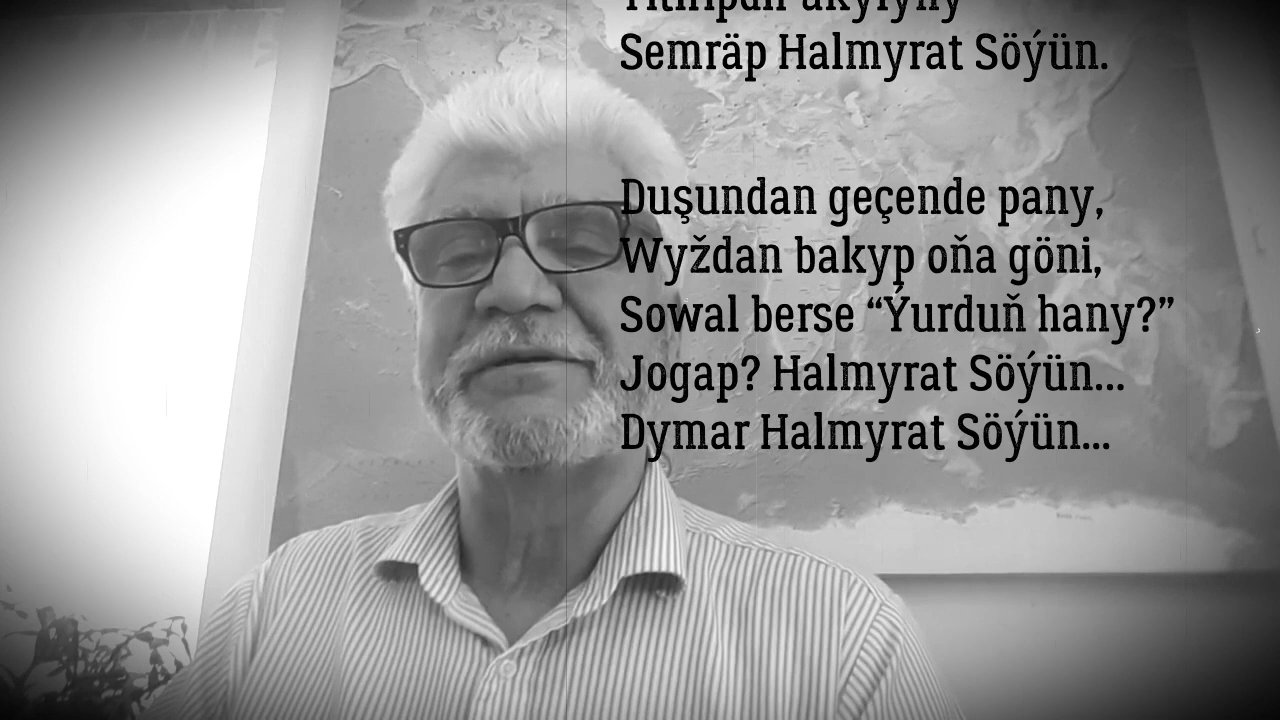 Semräp Halmyrat Söýün.
Duşundan geçende pany,
Wyždan bakyp oňa göni,
Sowal berse “Ýurduň hany?”
Jogap? Halmyrat Söýün...
Dymar Halmyrat Söýün...